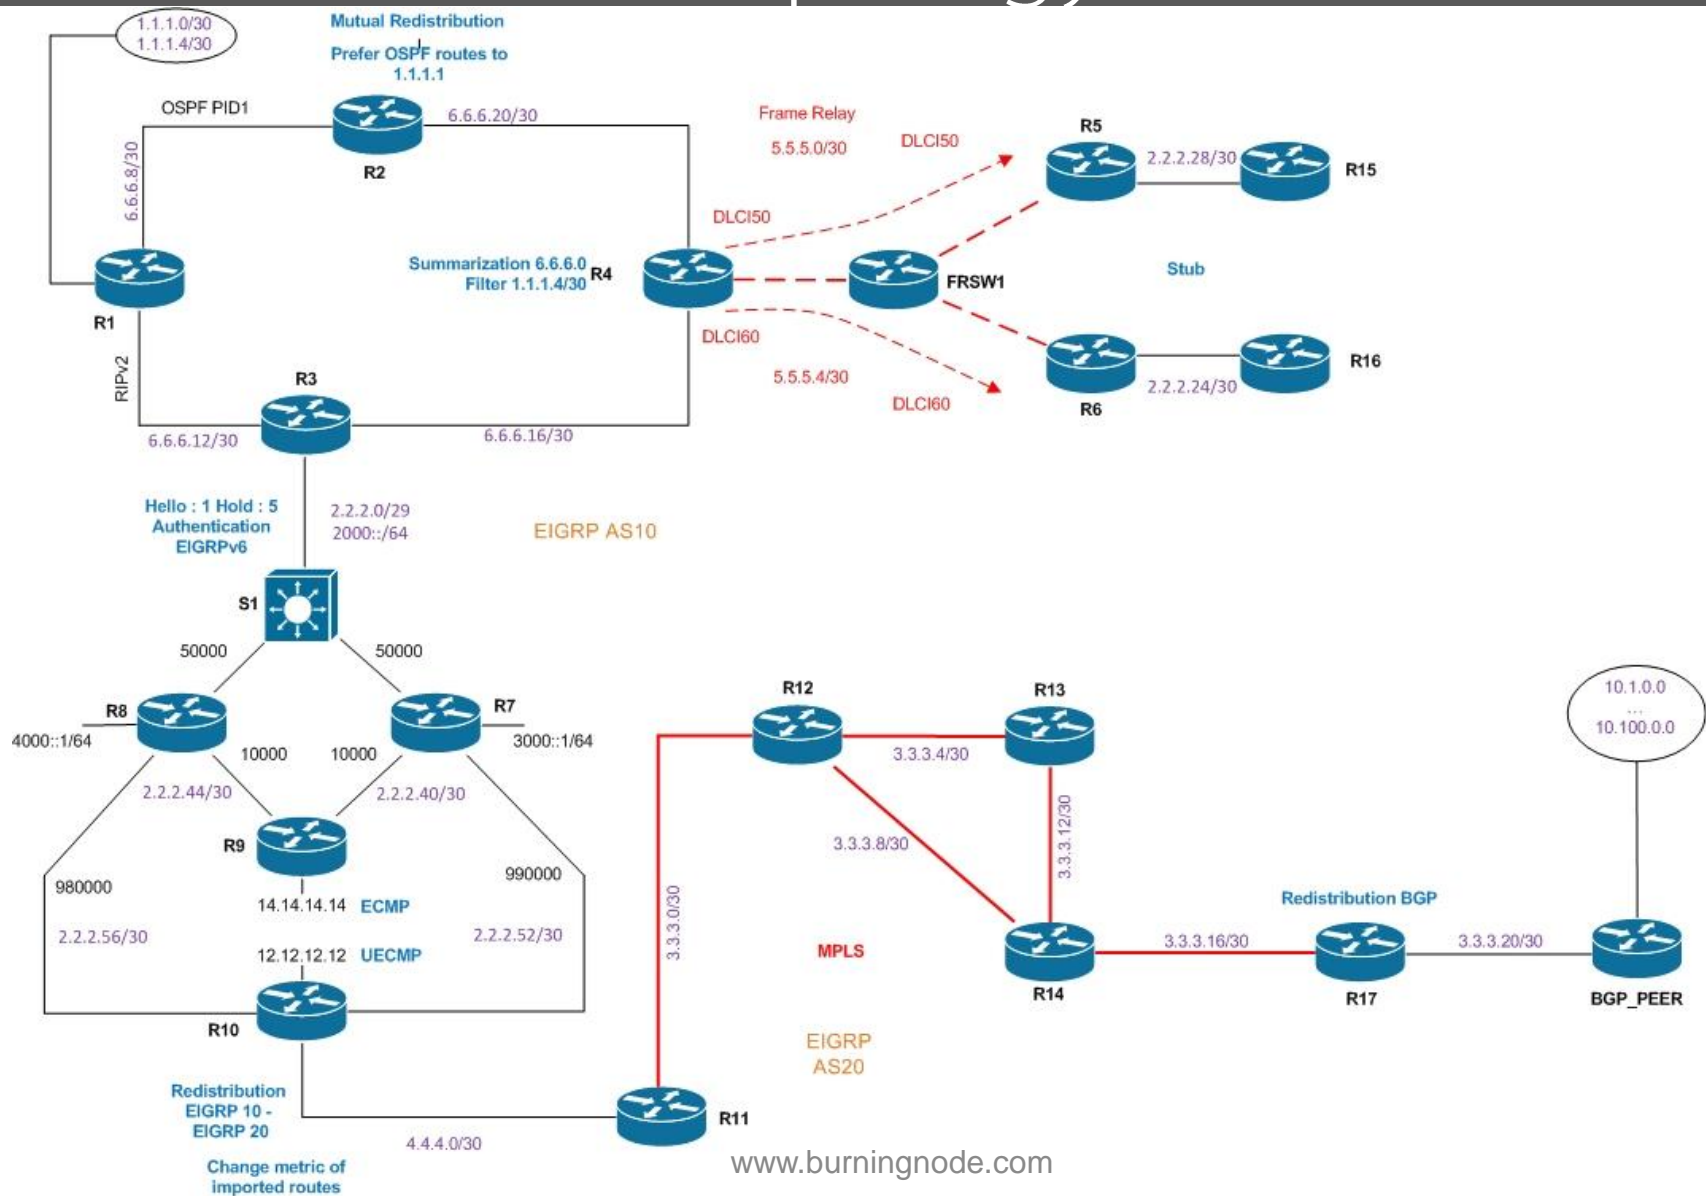 1.1.1.0/30
1.1.1.4/30
Mutual Redistribution
Prefer OSPF routes to
1.1.1.1
OSPF PID1
6.6.6.20/30
R2
6.6.6.8/30
Frame Relay
5.5.5.0/30
DLCI50
R5
2.2.2.28/30
R15
DLCI50
Summarization 6.6.6.0
Filter 1.1.1.4/30
R4
FRSW1
Stub
R1
DLCI60
5.5.5.4/30
DLCI60
R16
2.2.2.24/30
R6
RIPv2
R3
6.6.6.12/30
6.6.6.16/30
Hello : 1 Hold : 5
Authentication
EIGRPv6
2.2.2.0/29
2000::/64
EIGRP AS10
S1
50000
50000
R8
R7
4000::1/64
3000::1/64
10000
10000
2.2.2.44/30
2.2.2.40/30
R9
980000
990000
14.14.14.14 ECMP
2.2.2.56/30
2.2.2.52/30
12.12.12.12 UECMP
R10
Redistribution
EIGRP 10 -
EIGRP 20
Change metric of
imported routes
4.4.4.0/30
R11
3.3.3.0/30
R12
R13
3.3.3.4/30
3.3.3.8/30
3.3.3.12/30
MPLS
R14
EIGRP
AS20
3.3.3.16/30
Redistribution BGP
R17
3.3.3.20/30
BGP_PEER
10.1.0.0
...
10.100.0.0
www.burningnode.com